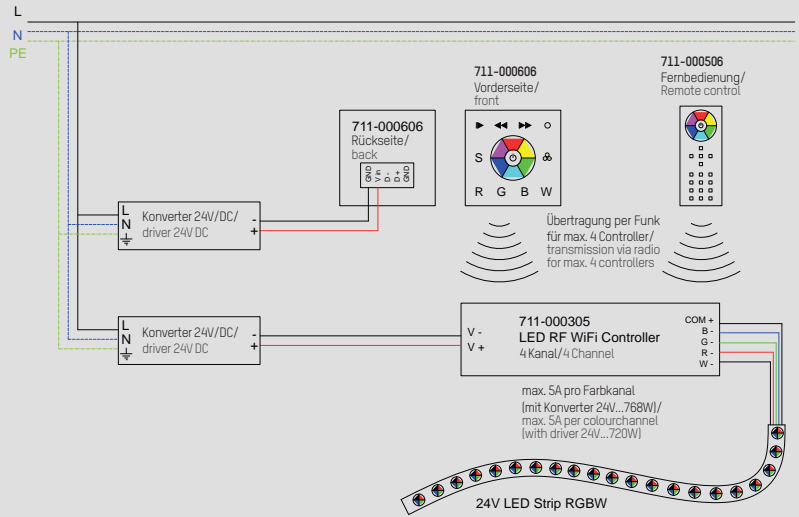 L
N
PE
711-000606
Rückseite/
back
GND
V in
D -
D +
GND
711-000606
Vorderseite/
front
S
R G B W
711-000506
Fernbedienung/
Remote control
Übertragung per Funk
für max. 4 Controller/
transmission via radio
for max. 4 controllers
L
N
Konverter 24V/DC/
driver 24V DC
-
+
L
N
Konverter 24V/DC/
driver 24V DC
-
+
V -
V +
711-000305
LED RF WiFi Controller
4 Kanal/4 Channel
COM +
B -
G -
R -
W -
max. 5A pro Farbkanal
(mit Konverter 24V...768W)/
max. 5A per colourchannel
(with driver 24V...720W)
24V LED Strip RGBW